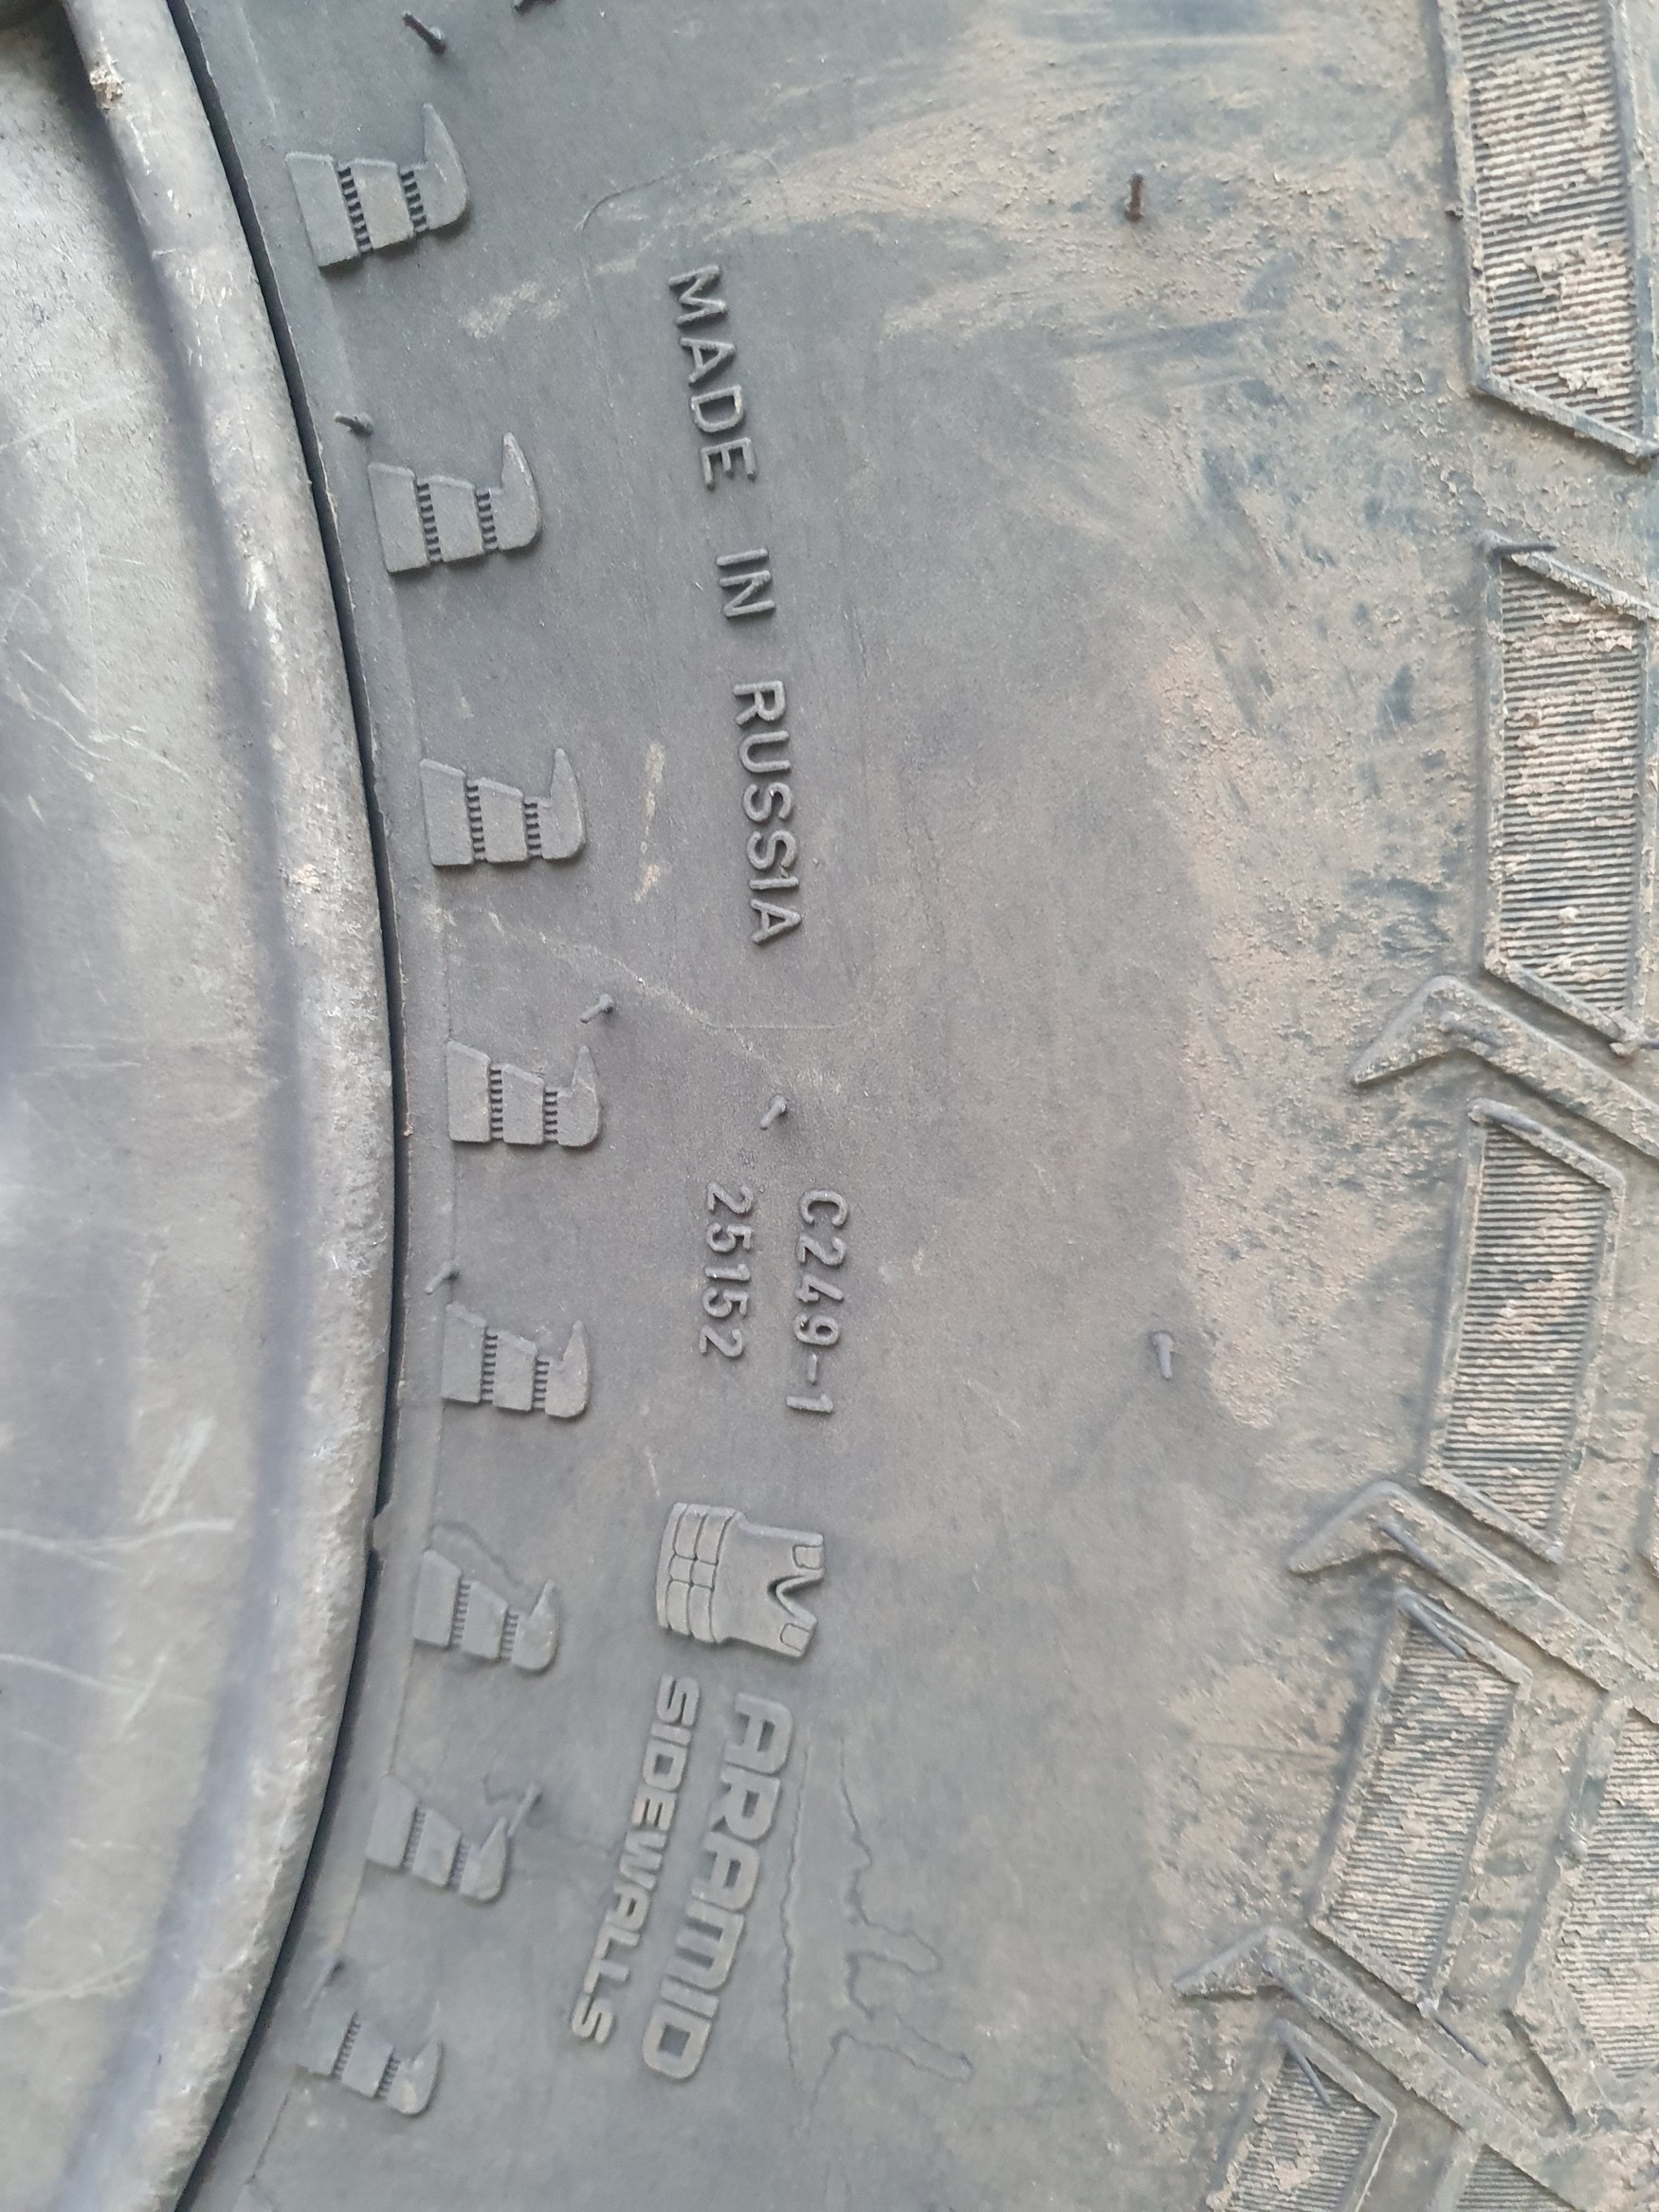 MADE IN RUSSIA
C249-1
25152
ARAMID
SIDEWALLS